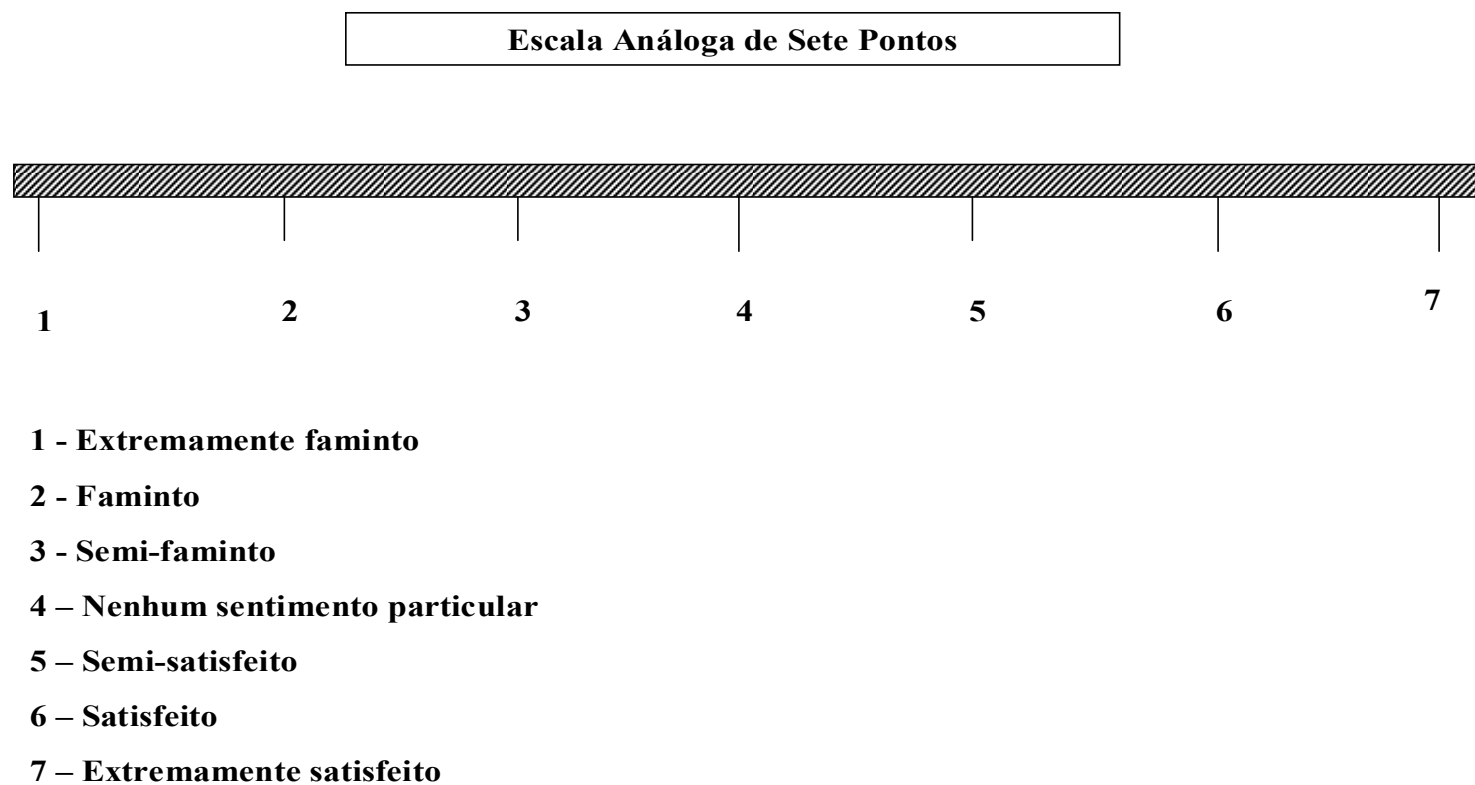 Escala Análoga de Sete Pontos
1 2 3 4 5 6 7
1 - Extremamente faminto
2 - Faminto
3 - Semi-faminto
4 – Nenhum sentimento particular
5 – Semi-satisfeito
6 – Satisfeito
7 – Extremamente satisfeito